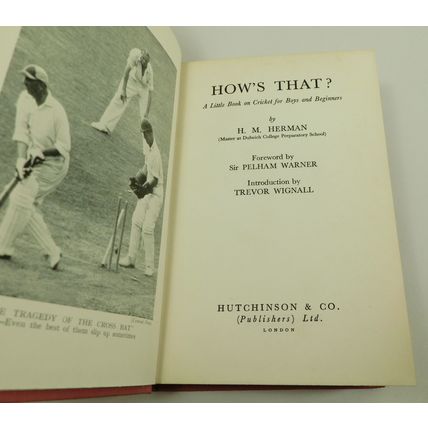 E TRAGEDY OF THE CROSS BAT"
—Even the best of them slip up sometimes
HOW'S THAT?
A Little Book on Cricket for Boys and Beginners
by
H. M. HERMAN
(Master at Dulwich College Preparatory School)
Foreword by
Sir PELHAM WARNER
Introduction by
TREVOR WIGNALL
HUTCHINSON & CO.
(Publishers) Ltd.
LONDON